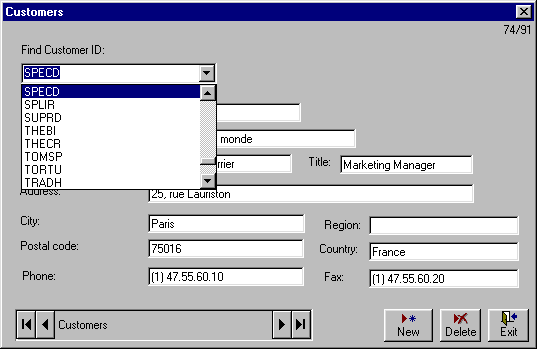 Customers
74/91
Find Customer ID:
SPECD
SPECD
SPLIR
SUPRD
THEBI
THECR
TOMSP
TORTU
TRADH
monde
Title: Marketing Manager
Address: 25, rue Lauriston
City: Paris Region:
Postal code: 75016 Country: France
Phone: (1) 47.55.60.10 Fax: (1) 47.55.60.20
Customers
New Delete Exit